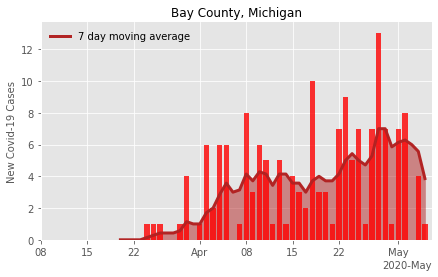 Bay County, Michigan
7 day moving average
New Covid-19 Cases
12
10
8
6
4
2
0
08 15 22 Apr 08 15 22 May
2020-May